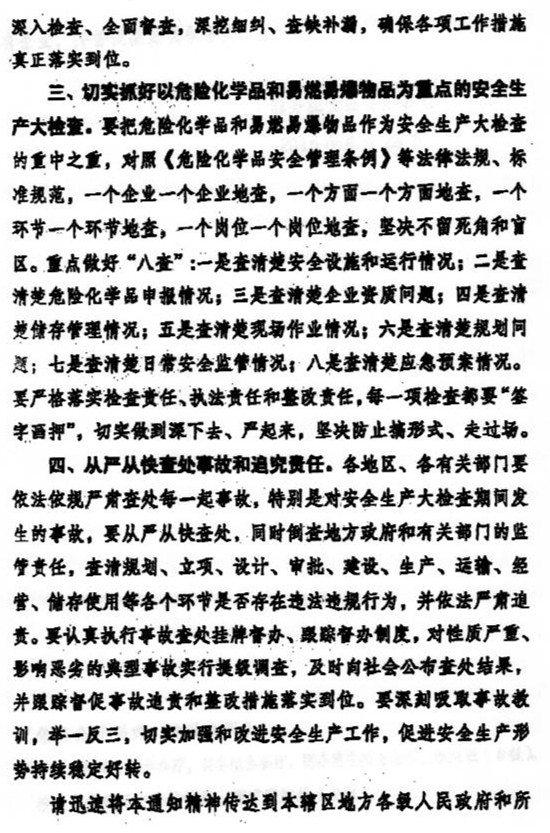 深入检查、全面督查，深挖细纠、查缺补漏，确保各项工作措施
真正落实到位。
三、切实抓好以危险化学品和易燃易爆物品为重点的安全生
产大检查。要把危险化学品和易燃易爆物品作为安全生产大检查
的重中之重，对照《危险化学品安全管理条例》等法律法规、标
准规范，一个企业一个企业地查，一个方面一个方面地查，一个
环节一个环节地查，一个岗位一个岗位地查，坚决不留死角和盲
区。重点做好“八查”：一是查清楚安全设施和运行情况；二是查
清楚危险化学品申报情况；三是查清楚企业资质问题；四是查清
楚储存管理情况；五是查清楚现场作业情况；六是查清楚规划问
题；七是查清楚日常安全监管情况；八是查清楚应急预案情况。
要严格落实检查责任、执法责任和整改责任，每一项检查都要“签
字画押”，切实做到深下去、严起来，坚决防止搞形式、走过场。
四、从严从快查处事故和追究责任。各地区、各有关部门要
依法依规严肃查处每一起事故，特别是对安全生产大检查期间发
生的事故，要从严从快查处，同时倒查地方政府和有关部门的监
管责任，查清规划、立项、设计、审批、建设、生产、运输、经
营、储存使用等各个环节是否存在违法违规行为，并依法严肃追
责。要认真执行事故查处挂牌督办、跟踪督办制度，对性质严重、
影响恶劣的典型事故实行提级调查，及时向社会公布查处结果，
并跟踪督促事故追责和整改措施落实到位。要深刻吸取事故教
训，举一反三，切实加强和改进安全生产工作，促进安全生产形
势持续稳定好转。
请迅速将本通知精神传达到本辖区地方各级人民政府和所